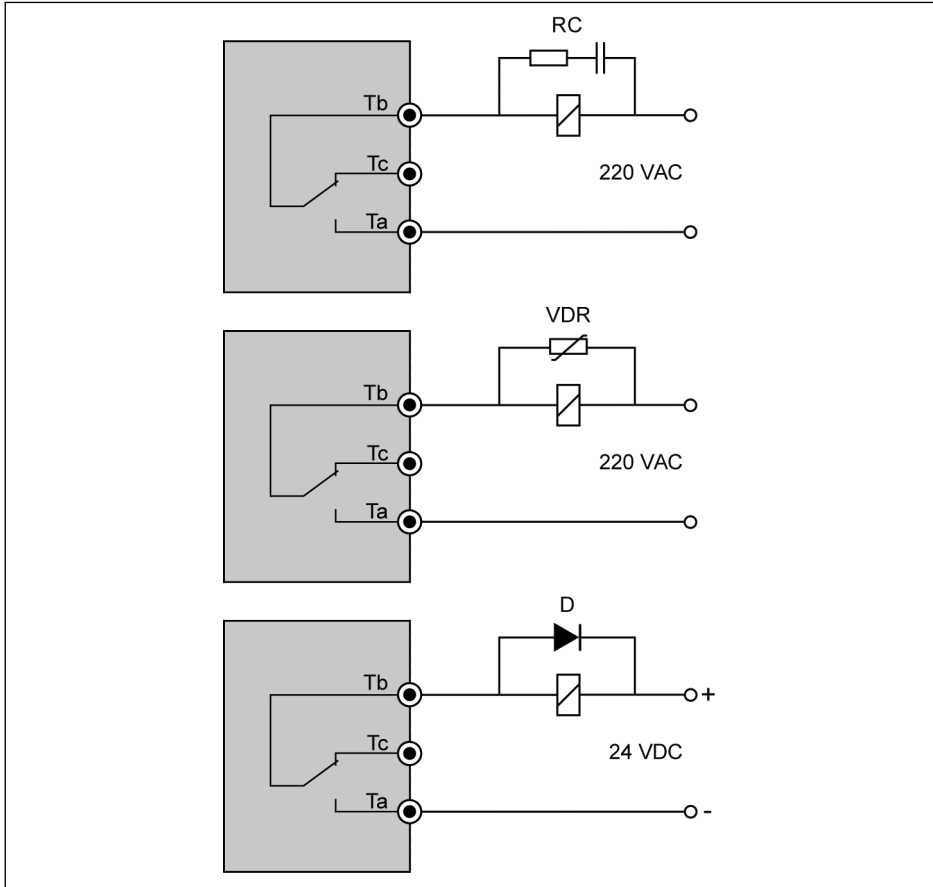 RC
Tb
Tc
220 VAC
Ta
VDR
Tb
Tc
220 VAC
Ta
D
Tb
+
Tc
24 VDC
Ta
-